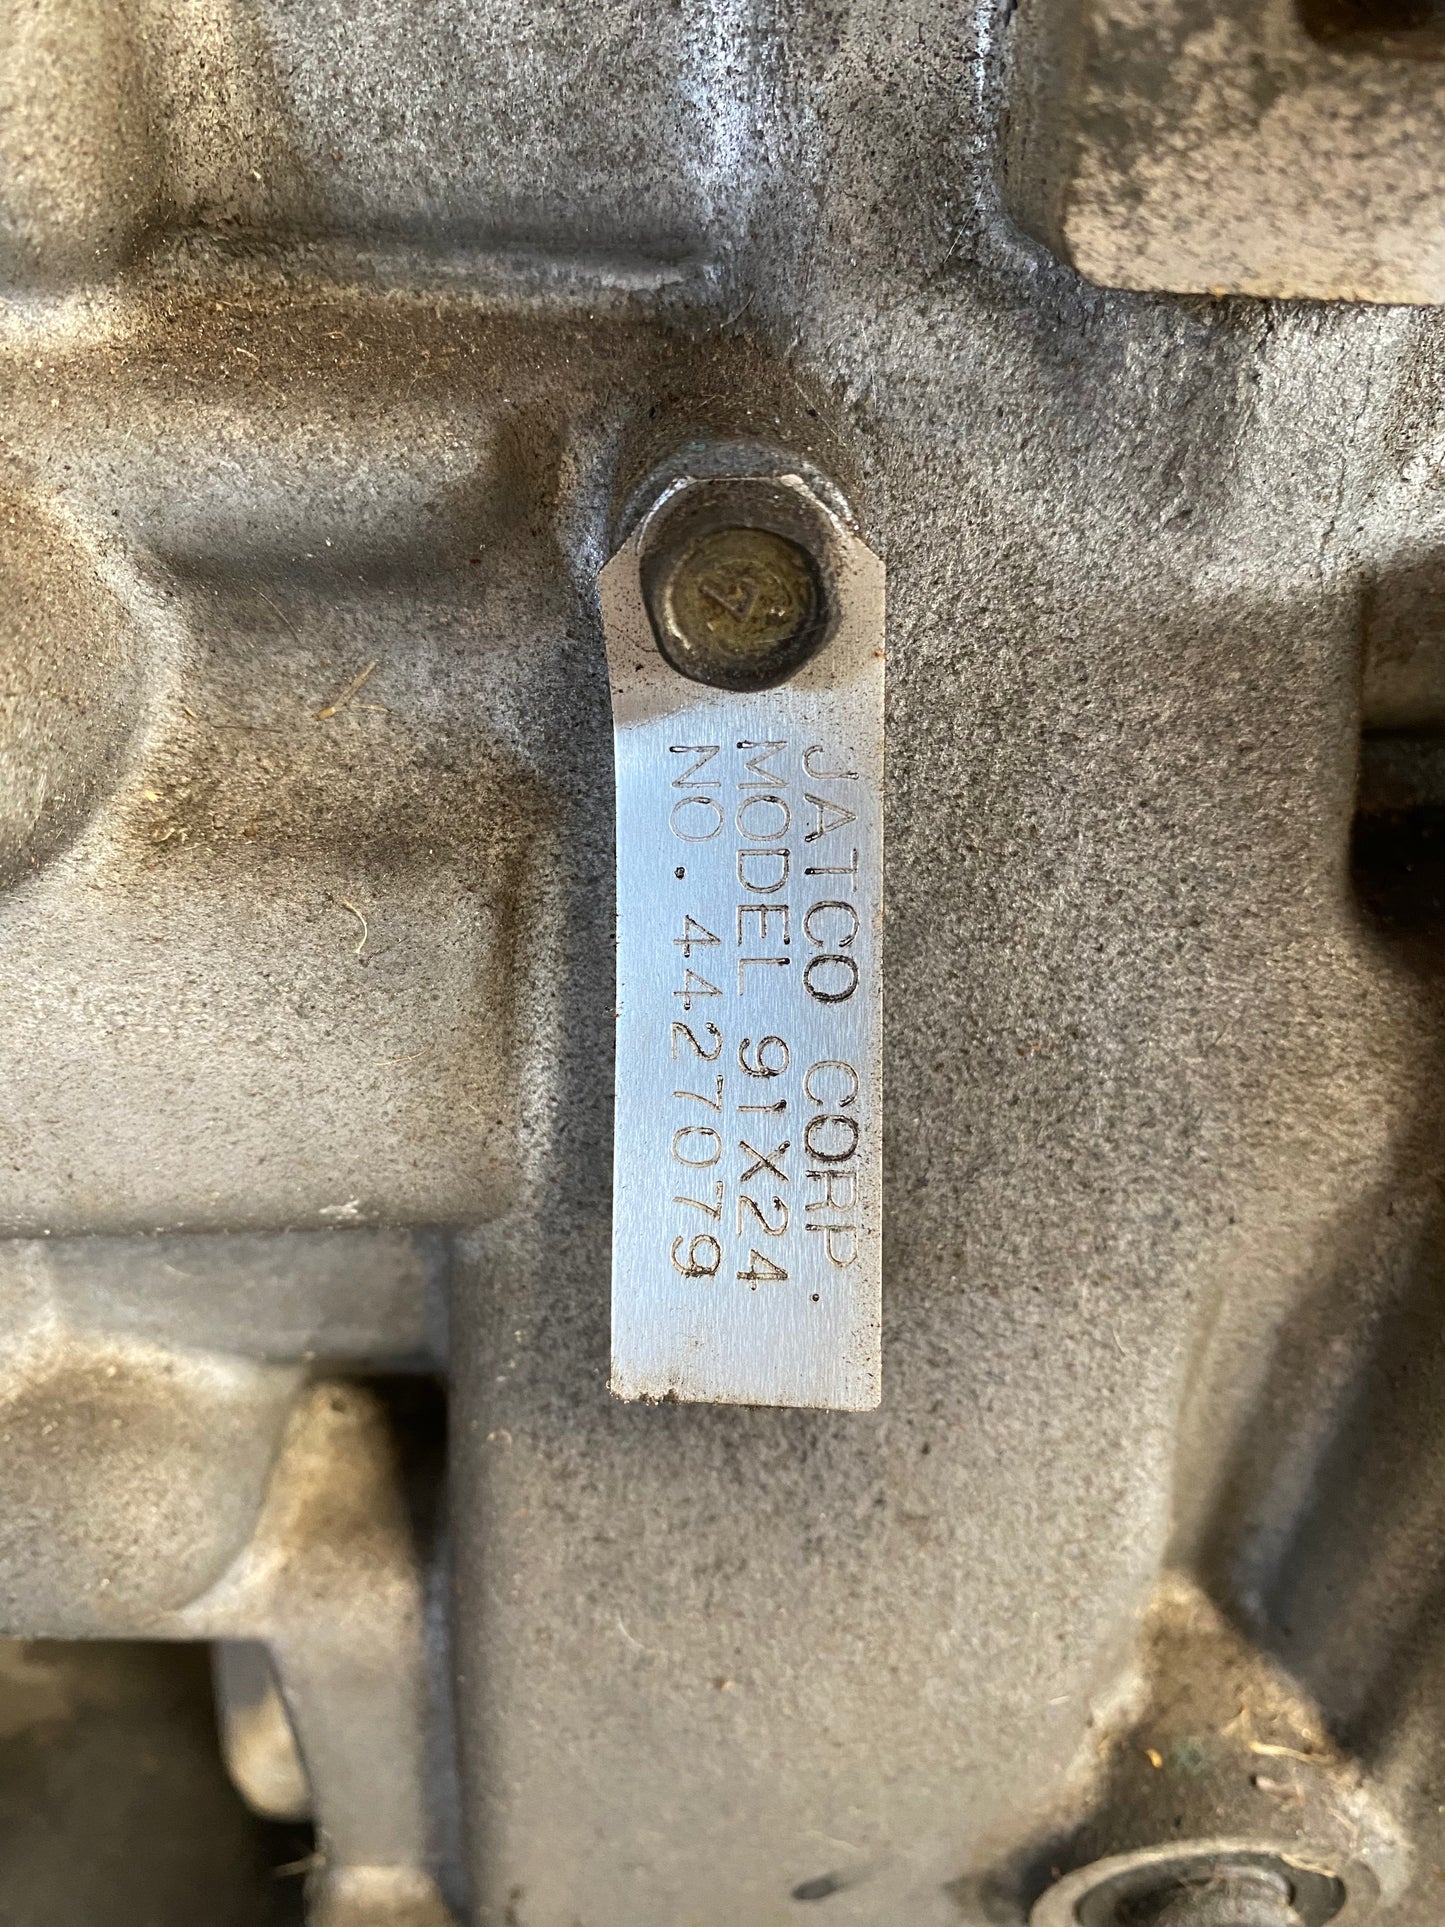 JATCO CORP.
MODEL 91X24
NO. 4427079